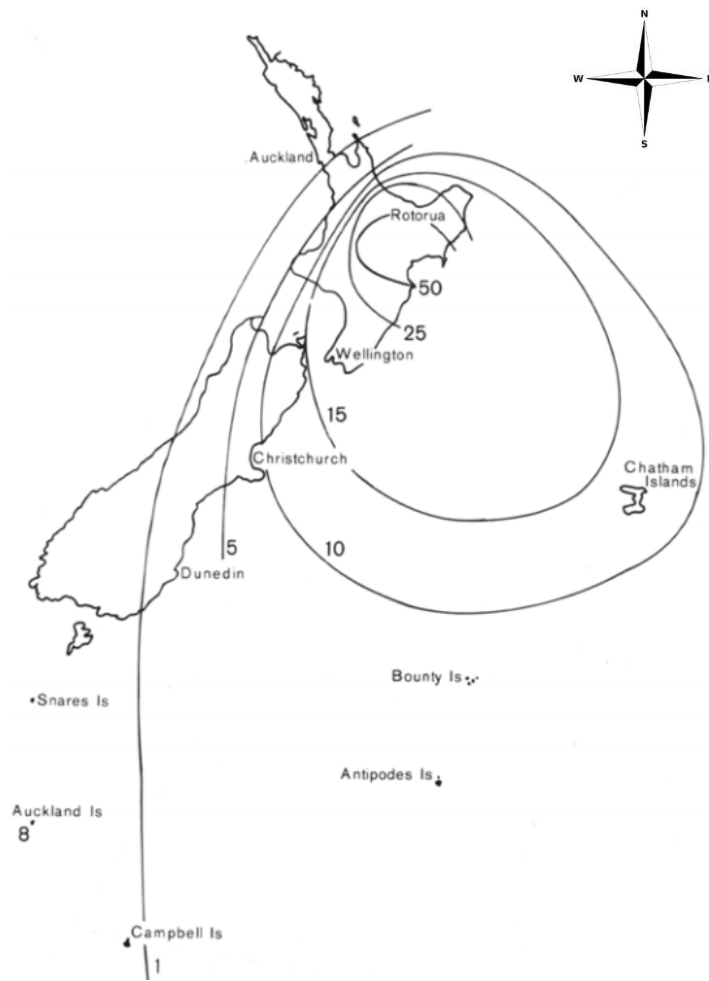 N
W
E
S
Auckland
Rotorua
50
25
Wellington
15
Christchurch
Chatham
Islands
10
5
Dunedin
Bounty Is
Snares Is
Antipodes Is
Auckland Is
8
Campbell Is
1